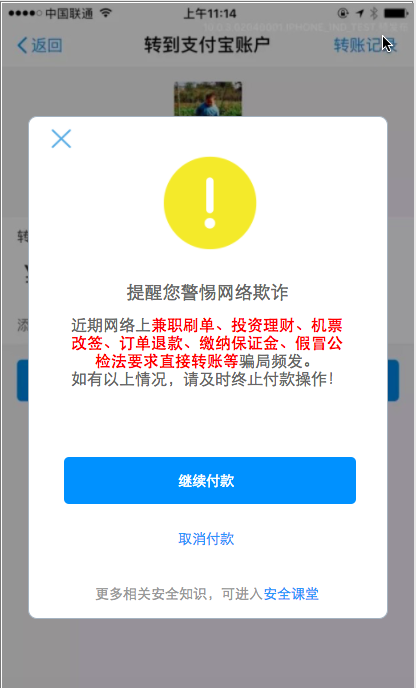 中国联通 上午11:14
返回 转到支付宝账户 转账记录
提醒您警惕网络欺诈
近期网络上兼职刷单、投资理财、机票
改签、订单退款、缴纳保证金、假冒公
检法要求直接转账等骗局频发。
如有以上情况，请及时终止付款操作！
转
¥
添
继续付款
取消付款
更多相关安全知识，可进入安全课堂